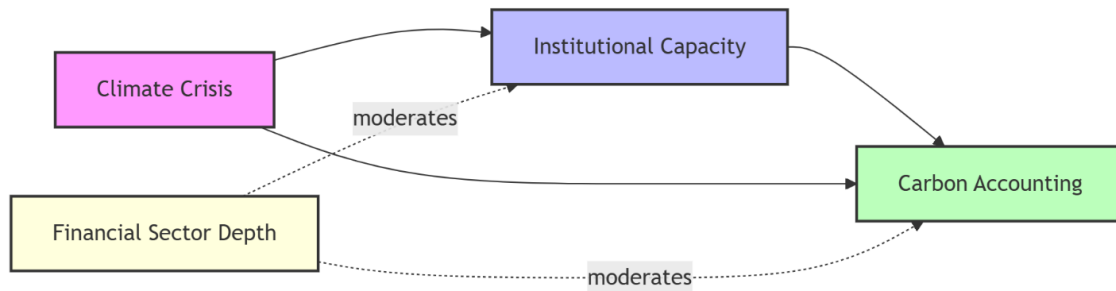 Institutional Capacity
Climate Crisis
moderates
Carbon Accounting
Financial Sector Depth
moderates